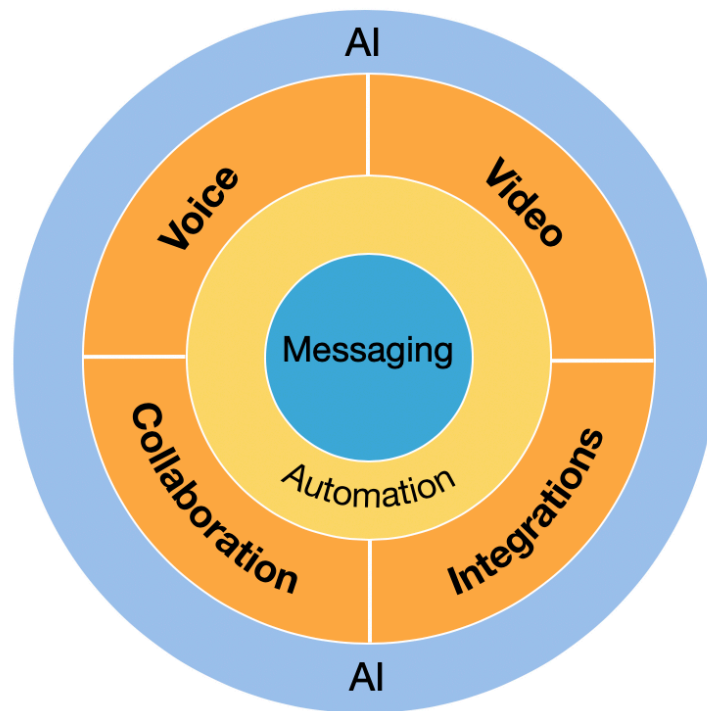 AI
Voice
Video
Messaging
Automation
Collaboration
Integrations
AI